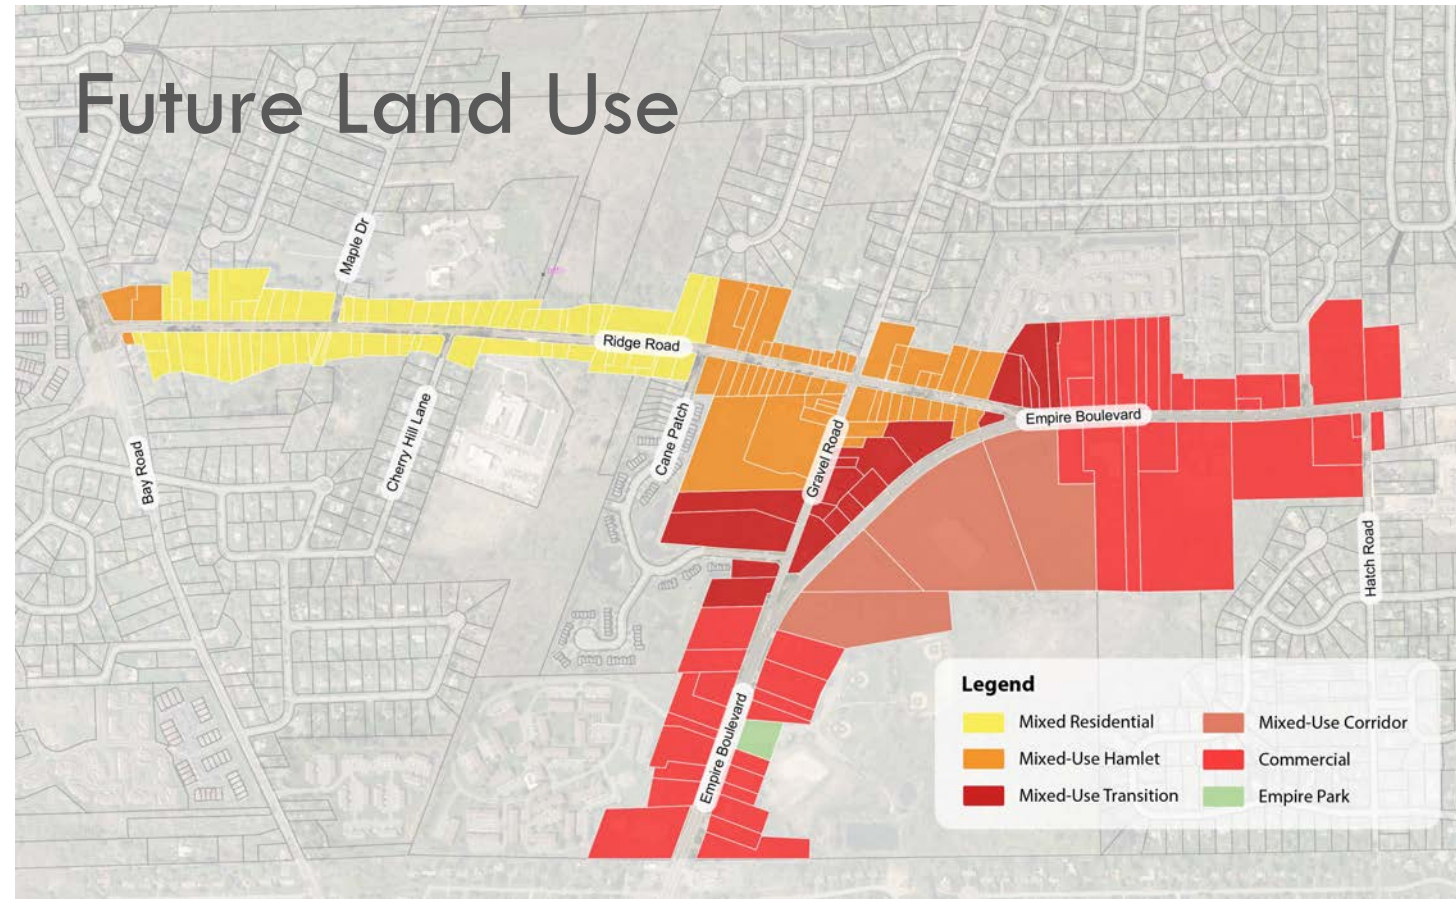 Future Land Use
Maple Dr
Ridge Road
Empire Boulevard
Cane Patch
Cherry Hill Lane
Gravel Road
Bay Road
Hatch Road
Empire Boulevard
Legend
Mixed Residential
Mixed-Use Hamlet
Mixed-Use Transition
Mixed-Use Corridor
Commercial
Empire Park